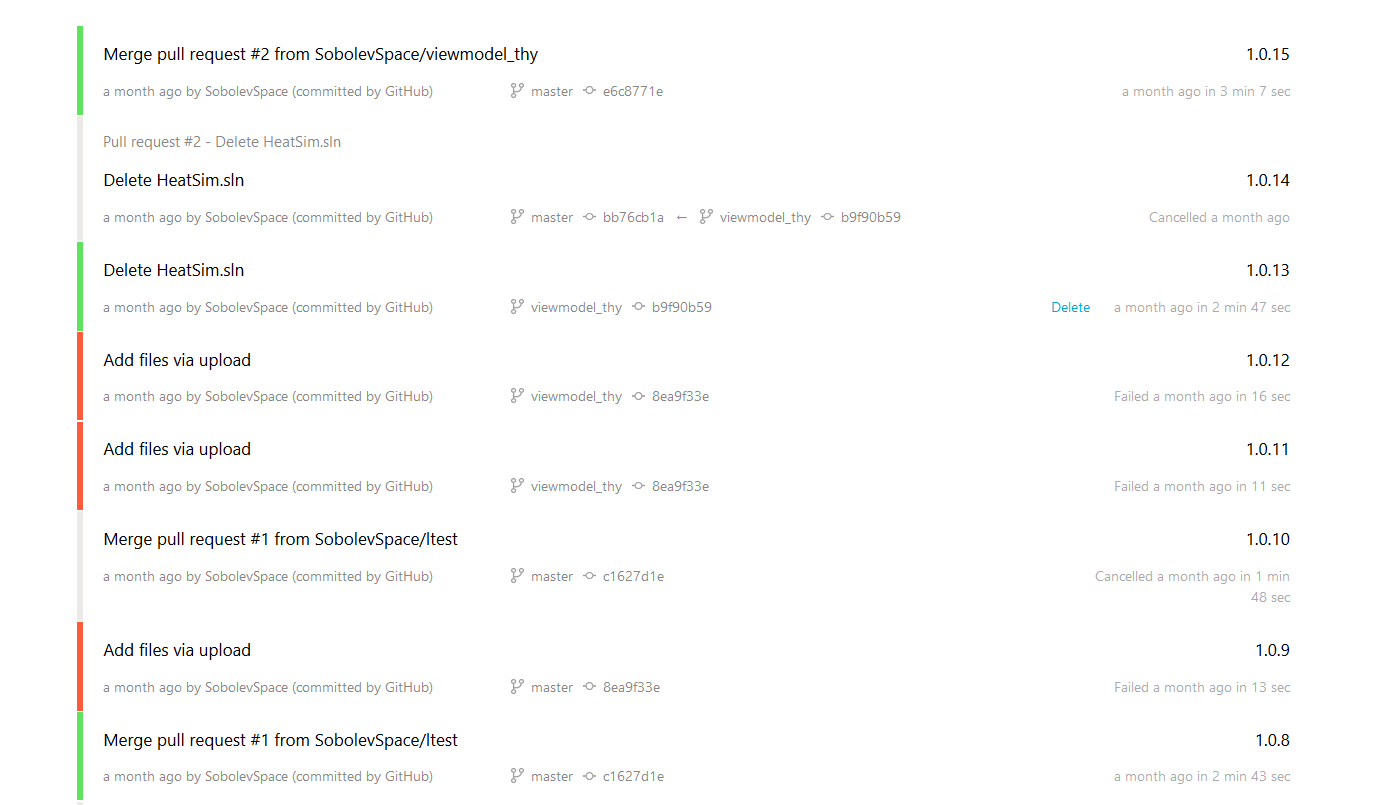 Merge pull request #2 from SobolevSpace/viewmodel_thy 1.0.15
a month ago by SobolevSpace (committed by GitHub) master e6c8771e a month ago in 3 min 7 sec
Pull request #2 - Delete HeatSim.sln
Delete HeatSim.sln 1.0.14
a month ago by SobolevSpace (committed by GitHub) master bb76cb1a ← viewmodel_thy b9f90b59 Cancelled a month ago
Delete HeatSim.sln 1.0.13
a month ago by SobolevSpace (committed by GitHub) viewmodel_thy b9f90b59 Delete a month ago in 2 min 47 sec
Add files via upload 1.0.12
a month ago by SobolevSpace (committed by GitHub) viewmodel_thy 8ea9f33e Failed a month ago in 16 sec
Add files via upload 1.0.11
a month ago by SobolevSpace (committed by GitHub) viewmodel_thy 8ea9f33e Failed a month ago in 11 sec
Merge pull request #1 from SobolevSpace/ltest 1.0.10
a month ago by SobolevSpace (committed by GitHub) master c1627d1e Cancelled a month ago in 1 min
48 sec
Add files via upload 1.0.9
a month ago by SobolevSpace (committed by GitHub) master 8ea9f33e Failed a month ago in 13 sec
Merge pull request #1 from SobolevSpace/ltest 1.0.8
a month ago by SobolevSpace (committed by GitHub) master c1627d1e a month ago in 2 min 43 sec